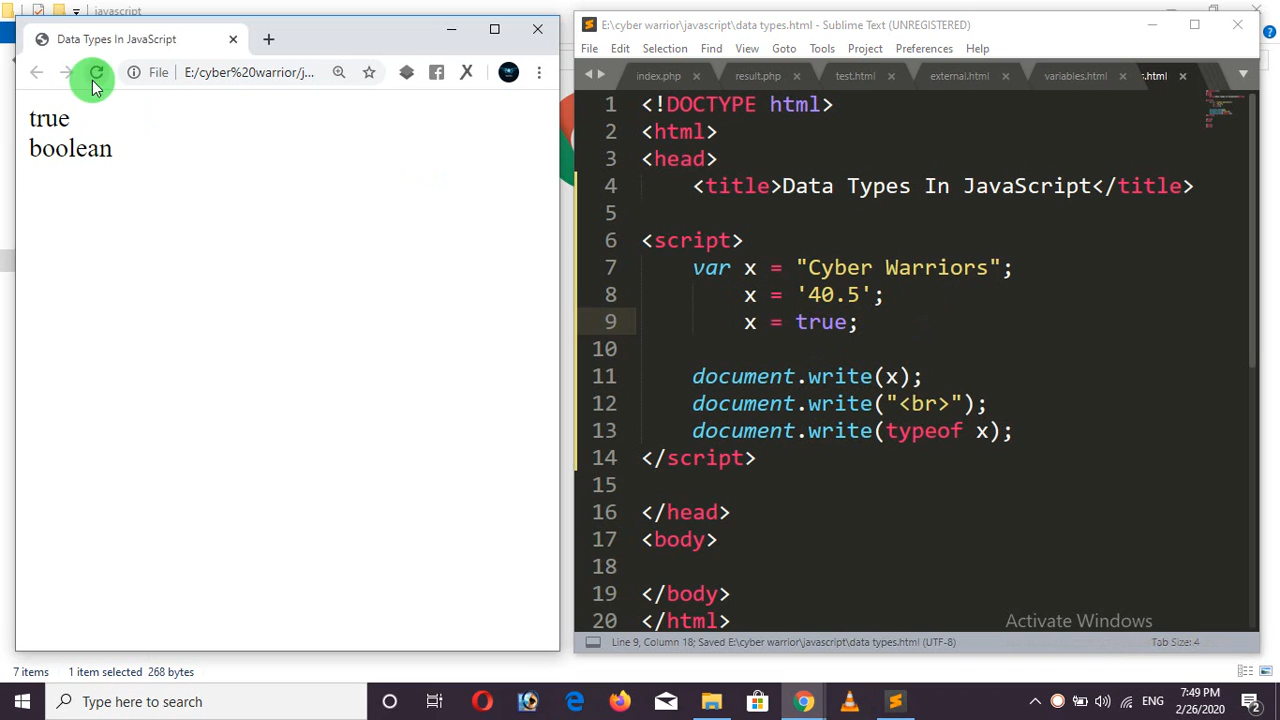 javascript
Data Types In JavaScript
File E:/cyber%20warrior/j...
true
boolean
E:\cyber warrior\javascript\data types.html - Sublime Text (UNREGISTERED)
File Edit Selection Find View Goto Tools Project Preferences Help
index.php result.php test.html external.html variables.html s.html
1 <!DOCTYPE html>
2 <html>
3 <head>
4 <title>Data Types In JavaScript</title>
5
6 <script>
7 var x = "Cyber Warriors";
8 x = '40.5';
9 x = true;
10
11 document.write(x);
12 document.write("<br>");
13 document.write(typeof x);
14 </script>
15
16 </head>
17 <body>
18
19 </body>
20 </html>
Activate Windows
Line 9, Column 18; Saved E:\cyber warrior\javascript\data types.html (UTF-8) Tab Size: 4
7 items 1 item selected 268 bytes
Type here to search
ENG
7:49 PM
2/26/2020
2